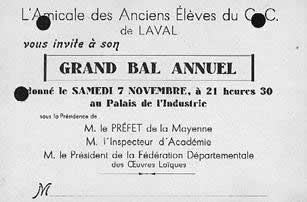 L'Amicale des Anciens Élèves du C. C.
de LAVAL
vous invite à son
GRAND BAL ANNUEL
donné le SAMEDI 7 NOVEMBRE, à 21 heures 30
au Palais de l'Industrie
sous la Présidence de
M. le PRÉFET de la Mayenne
M. l'Inspecteur d'Académie
M. le Président de la Fédération Départementale
des Œuvres Laïques
M